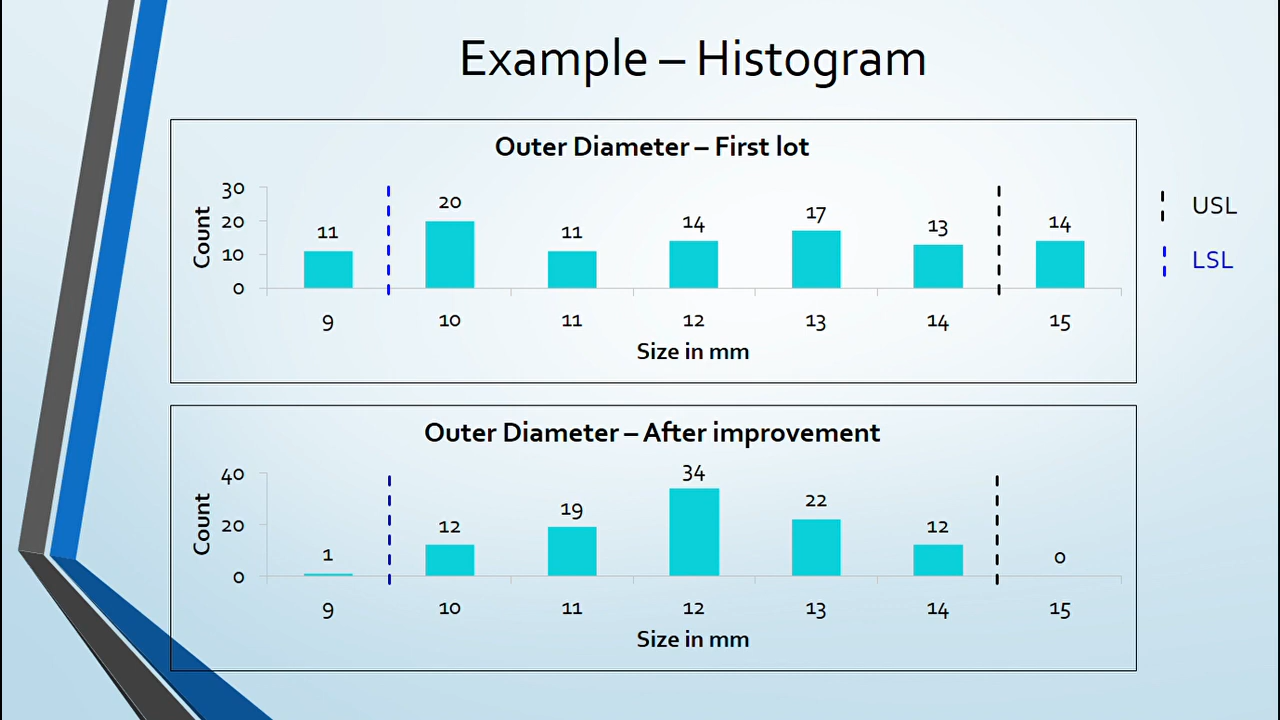 Example – Histogram
Outer Diameter – First lot
Count
30
20
10
0
11
20
11
14
17
13
14
9 10 11 12 13 14 15
Size in mm
USL
LSL
Outer Diameter – After improvement
Count
40
20
0
1
12
19
34
22
12
0
9 10 11 12 13 14 15
Size in mm